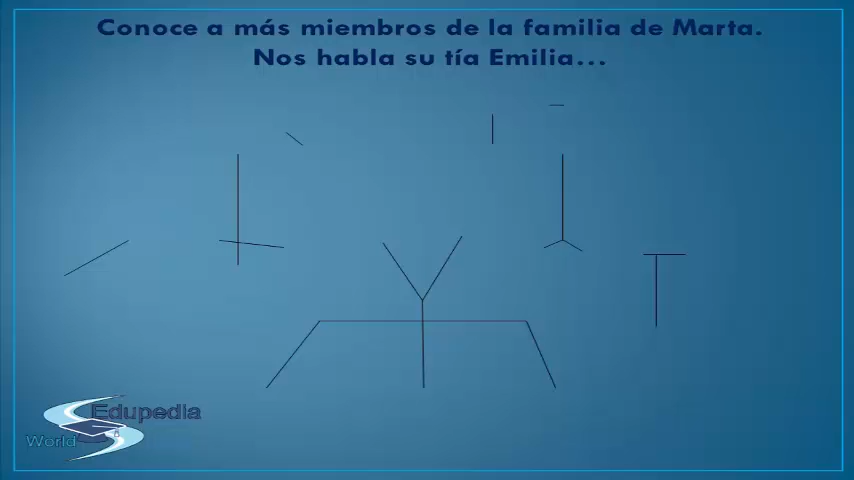 Conoce a más miembros de la familia de Marta.
Nos habla su tía Emilia...
Edupedia
World